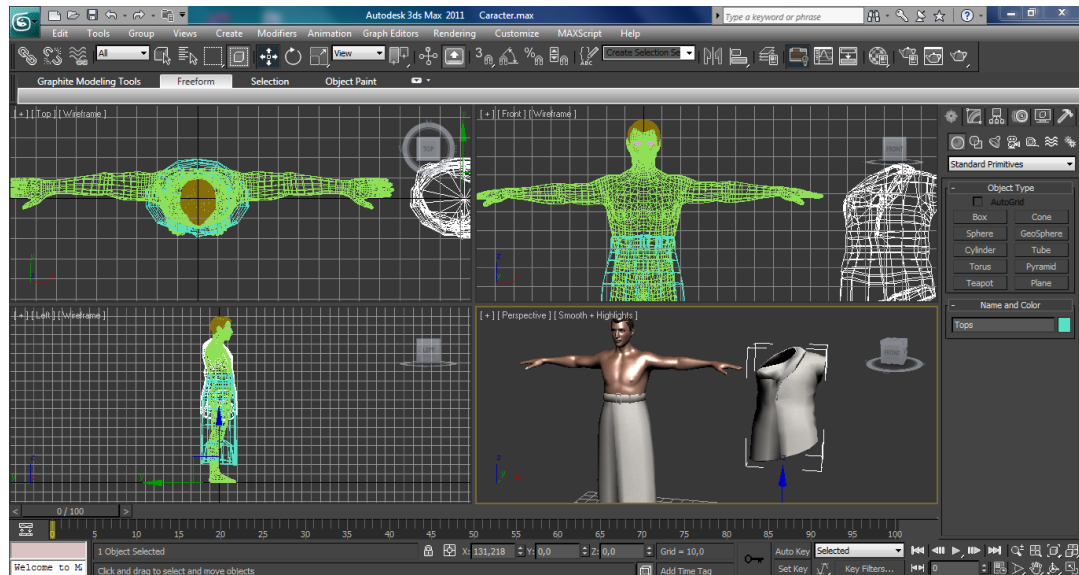 Autodesk 3ds Max 2011 Caracter.max
Type a keyword or phrase
Edit Tools Group Views Create Modifiers Animation Graph Editors Rendering Customize MAXScript Help
All
View
3
Create Selection Se
Graphite Modeling Tools Freeform Selection Object Paint
[ + ] [ Top ] [ Wireframe ]
TOP
[ + ] [ Front ] [ Wireframe ]
FRONT
Standard Primitives
- Object Type
AutoGrid
Box Cone
Sphere GeoSphere
Cylinder Tube
Torus Pyramid
Teapot Plane
- Name and Color
Tops
[ + ] [ Left ] [ Wireframe ]
LEFT
[ + ] [ Perspective ] [ Smooth + Highlights ]
FRONT
< 0 / 100 >
0 5 10 15 20 25 30 35 40 45 50 55 60 65 70 75 80 85 90 95 100
1 Object Selected
X: 131,218 Y: 0,0 Z: 0,0 Grid = 10,0
Auto Key Selected
Welcome to M
Click and drag to select and move objects
Add Time Tag
Set Key Key Filters... 0